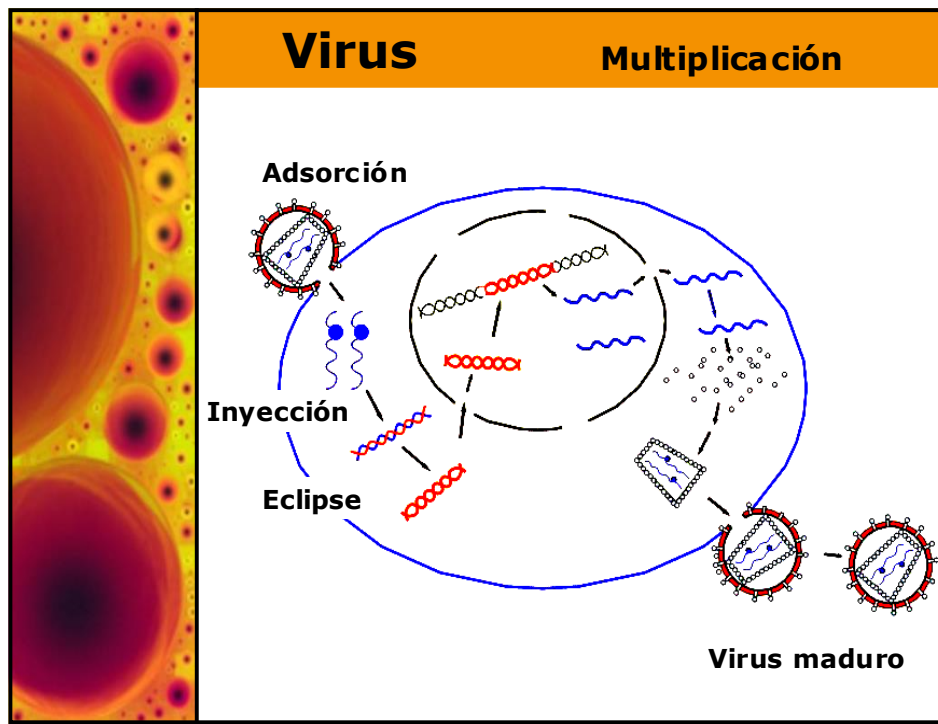 Virus Multiplicación
Adsorción
Inyección
Eclipse
Virus maduro